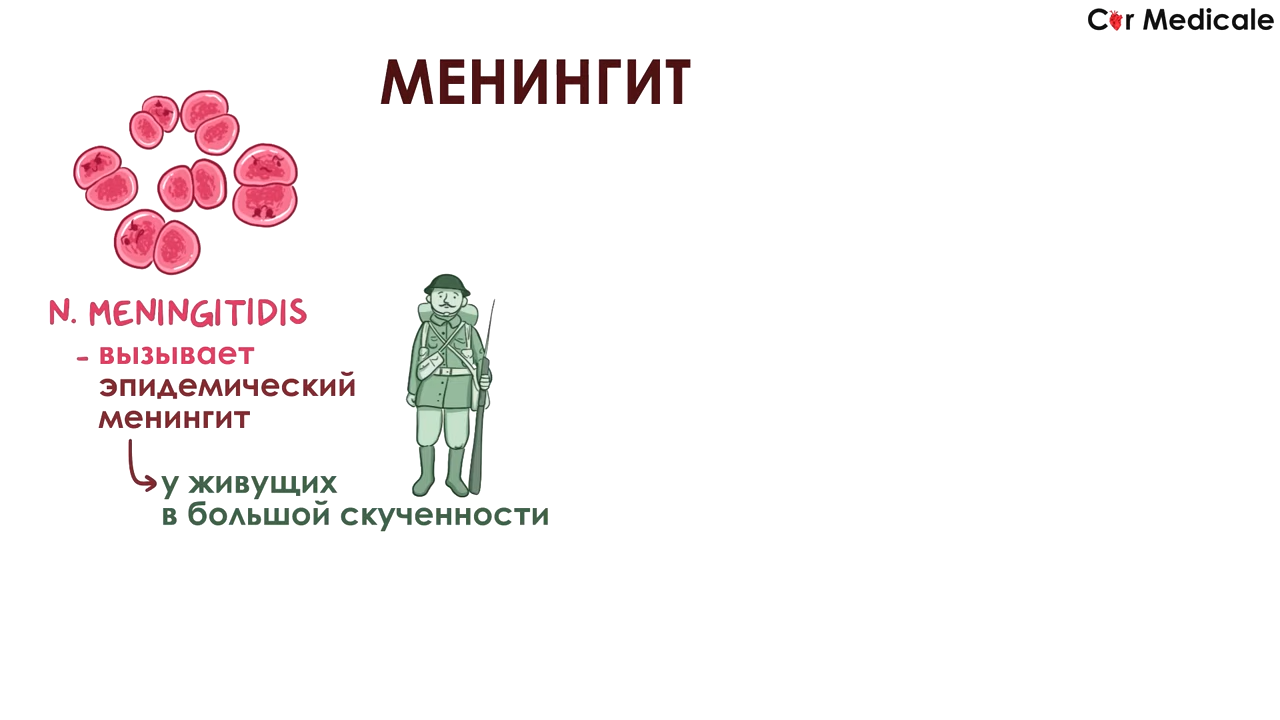 Cor Medicale
МЕНИНГИТ
N. MENINGITIDIS
- вызывает
эпидемический
менингит
у живущих
в большой скученности